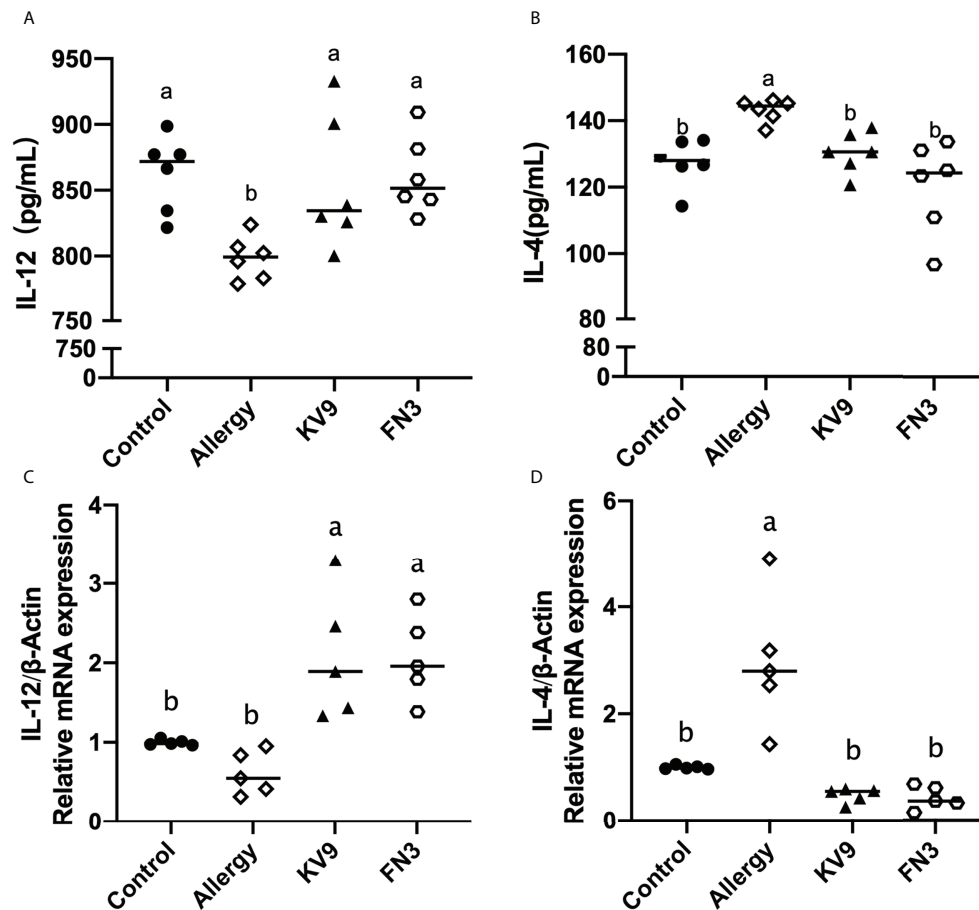 A
IL-12 (pg/mL)
950
900
850
800
750
750
0
a
b
a
a
Control
Allergy
KV9
FN3
B
IL-4(pg/mL)
160
140
120
100
80
80
0
b
a
b
b
Control
Allergy
KV9
FN3
C
IL-12/β-Actin
Relative mRNA expression
4
3
2
1
0
b
b
a
a
Control
Allergy
KV9
FN3
D
IL-4/β-Actin
Relative mRNA expression
6
4
2
0
b
a
b
b
Control
Allergy
KV9
FN3